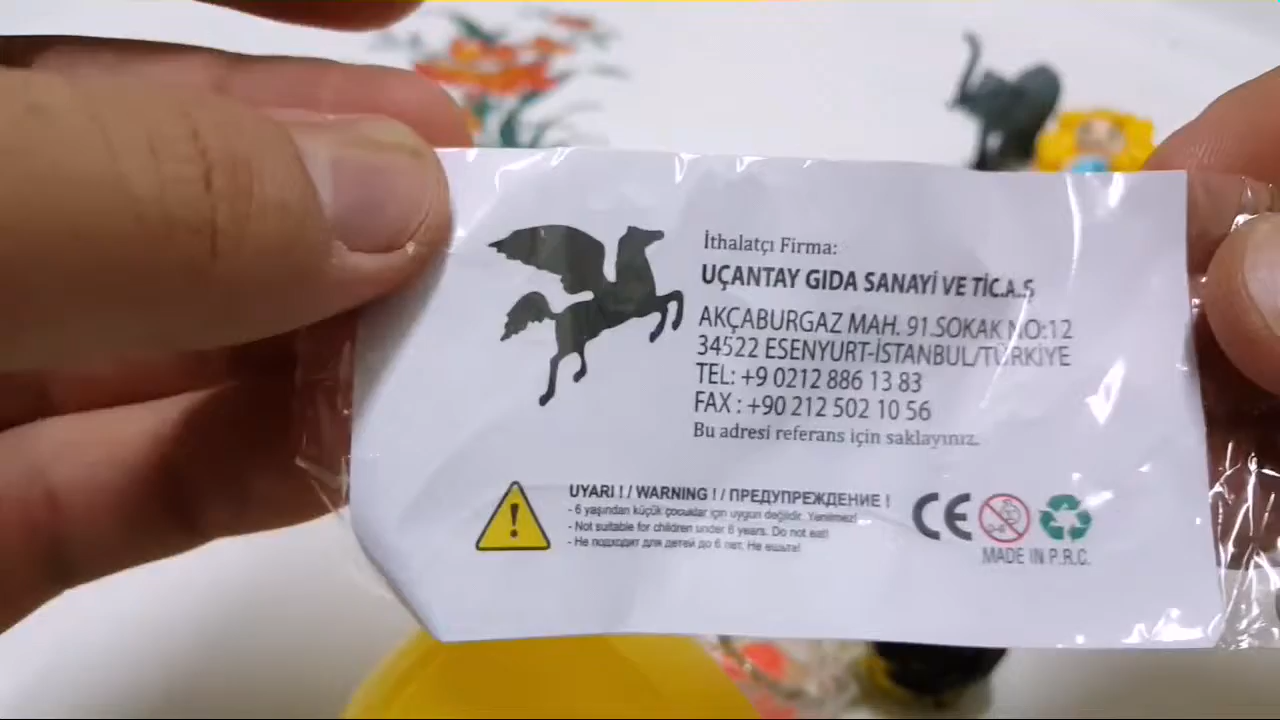 İthalatçı Firma:
UÇANTAY GIDA SANAYİ VE TİC.A.Ş
AKÇABURGAZ MAH. 91.SOKAK NO:12
34522 ESENYURT-İSTANBUL/TÜRKİYE
TEL: +9 0212 886 13 83
FAX : +90 212 502 10 56
Bu adresi referans için saklayınız.
UYARI ! / WARNING ! / ПРЕДУПРЕЖДЕНИЕ !
- 6 yaşından küçük çocuklar için uygun değildir. Yenilmez!
- Not suitable for children under 6 years. Do not eat!
- Не подходит для детей до 6 лет. Не ешьте!
CE
MADE IN P.R.C.